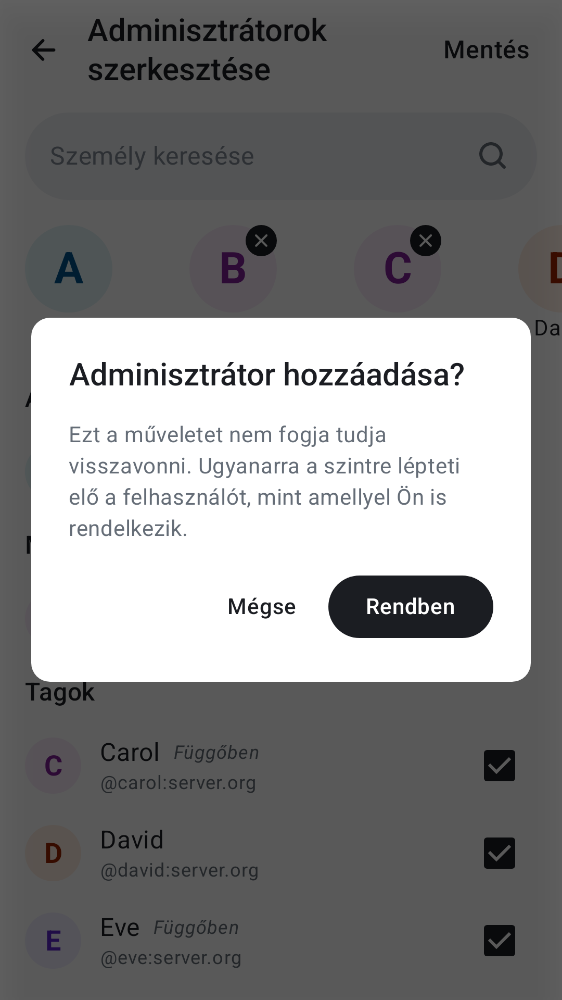 Adminisztrátorok
szerkesztése
Mentés
Személy keresése
A
B
C
Da
Adminisztrátor hozzáadása?
Ezt a műveletet nem fogja tudja
visszavonni. Ugyanarra a szintre lépteti
elő a felhasználót, mint amellyel Ön is
rendelkezik.
Mégse
Rendben
Tagok
C
Carol Függőben
@carol:server.org
D
David
@david:server.org
E
Eve Függőben
@eve:server.org